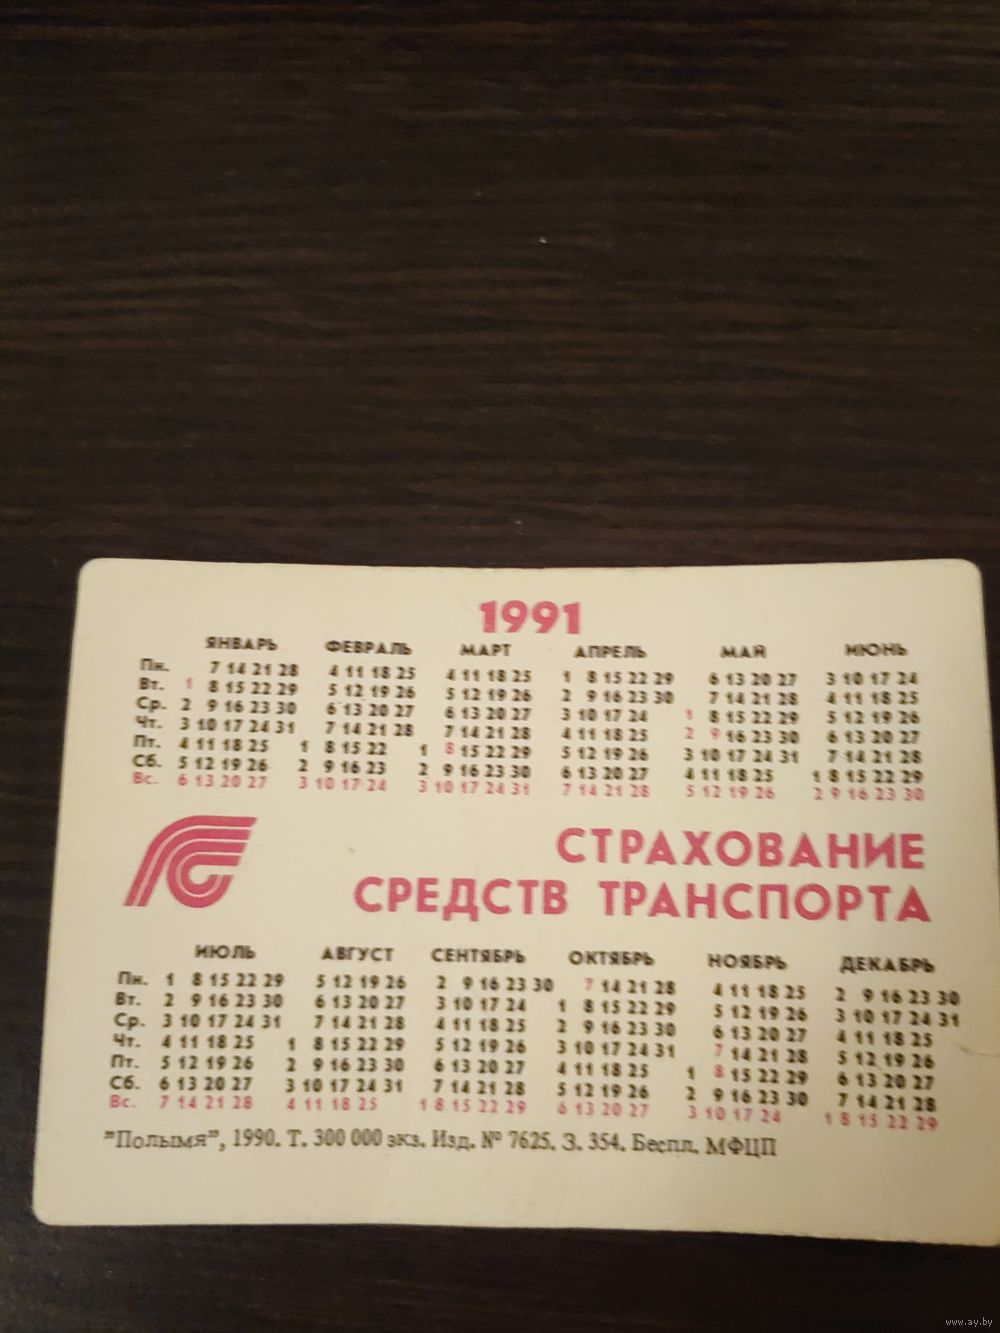 1991
ЯНВАРЬ ФЕВРАЛЬ МАРТ АПРЕЛЬ МАЙ ИЮНЬ
Пн. 7 14 21 28 4 11 18 25 4 11 18 25 1 8 15 22 29 6 13 20 27 3 10 17 24
Вт. 1 8 15 22 29 5 12 19 26 5 12 19 26 2 9 16 23 30 7 14 21 28 4 11 18 25
Ср. 2 9 16 23 30 6 13 20 27 6 13 20 27 3 10 17 24 1 8 15 22 29 5 12 19 26
Чт. 3 10 17 24 31 7 14 21 28 7 14 21 28 4 11 18 25 2 9 16 23 30 6 13 20 27
Пт. 4 11 18 25 1 8 15 22 1 8 15 22 29 5 12 19 26 3 10 17 24 31 7 14 21 28
Сб. 5 12 19 26 2 9 16 23 2 9 16 23 30 6 13 20 27 4 11 18 25 1 8 15 22 29
Вс. 6 13 20 27 3 10 17 24 3 10 17 24 31 7 14 21 28 5 12 19 26 2 9 16 23 30
СТРАХОВАНИЕ
СРЕДСТВ ТРАНСПОРТА
ИЮЛЬ АВГУСТ СЕНТЯБРЬ ОКТЯБРЬ НОЯБРЬ ДЕКАБРЬ
Пн. 1 8 15 22 29 5 12 19 26 2 9 16 23 30 7 14 21 28 4 11 18 25 2 9 16 23 30
Вт. 2 9 16 23 30 6 13 20 27 3 10 17 24 1 8 15 22 29 5 12 19 26 3 10 17 24 31
Ср. 3 10 17 24 31 7 14 21 28 4 11 18 25 2 9 16 23 30 6 13 20 27 4 11 18 25
Чт. 4 11 18 25 1 8 15 22 29 5 12 19 26 3 10 17 24 31 7 14 21 28 5 12 19 26
Пт. 5 12 19 26 2 9 16 23 30 6 13 20 27 4 11 18 25 1 8 15 22 29 6 13 20 27
Сб. 6 13 20 27 3 10 17 24 31 7 14 21 28 5 12 19 26 2 9 16 23 30 7 14 21 28
Вс. 7 14 21 28 4 11 18 25 1 8 15 22 29 6 13 20 27 3 10 17 24 1 8 15 22 29
"Полымя", 1990. Т. 300 000 экз. Изд. № 7625. З. 354. Беспл. МФЦП
www.ay.by